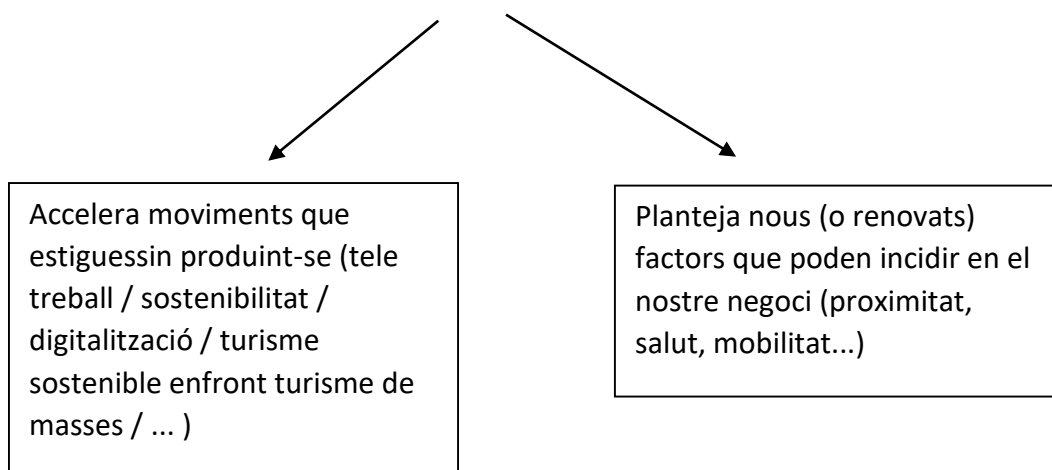 Accelera moviments que
estiguessin produint-se (tele
treball / sostenibilitat /
digitalització / turisme
sostenible enfront turisme de
masses / ... )
Planteja nous (o renovats)
factors que poden incidir en el
nostre negoci (proximitat,
salut, mobilitat...)